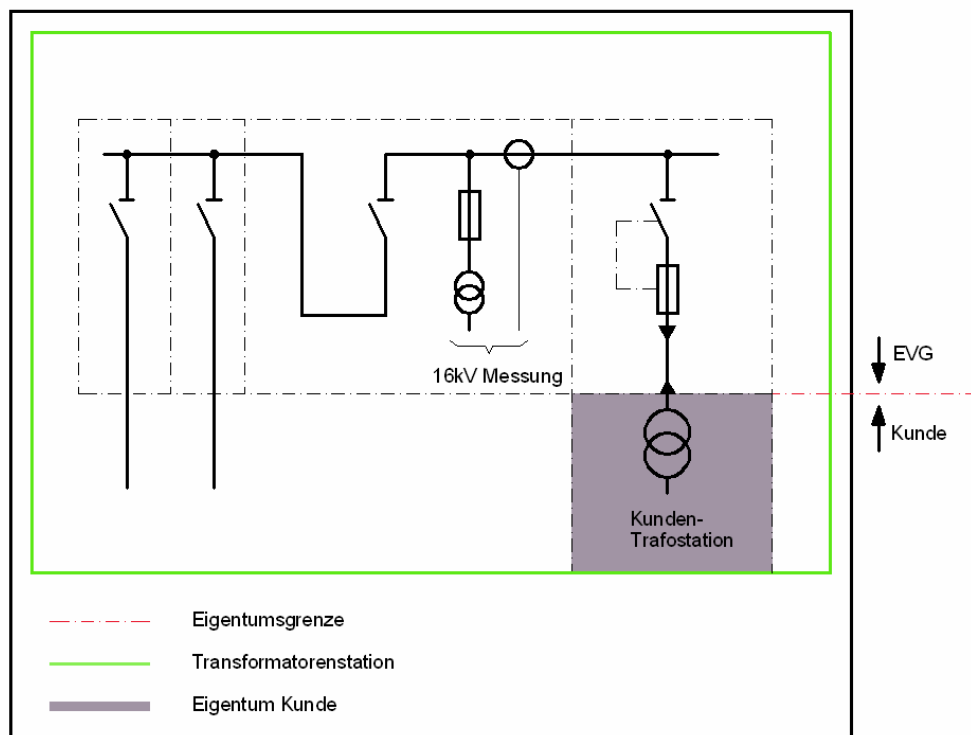 16kV Messung
EVG
Kunde
Kunden-
Trafostation
Eigentumsgrenze
Transformatorenstation
Eigentum Kunde